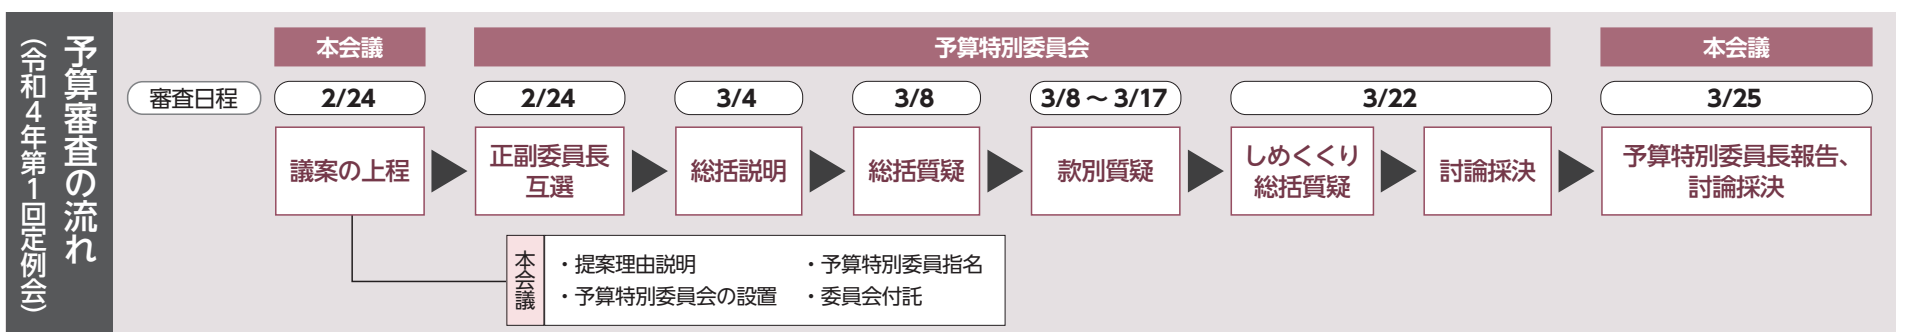 予算審査の流れ
（令和４年第１回定例会）
本会議
予算特別委員会
本会議
審査日程
2/24
2/24
3/4
3/8
3/8～3/17
3/22
3/25
議案の上程
正副委員長
互選
総括説明
総括質疑
款別質疑
しめくくり
総括質疑
討論採決
予算特別委員長報告、
討論採決
本会議
・提案理由説明
・予算特別委員会の設置
・予算特別委員指名
・委員会付託